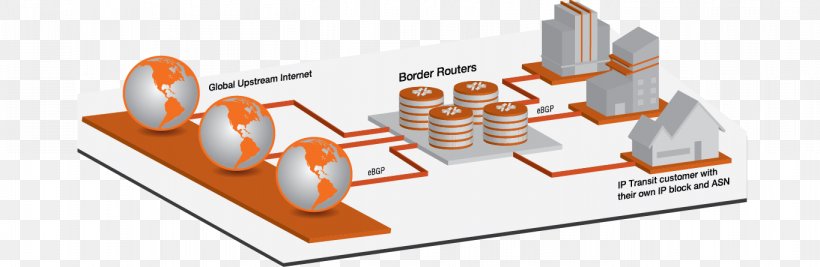 Global Upstream Internet
Border Routers
eBGP
eBGP
IP Transit customer with
their own IP block and ASN